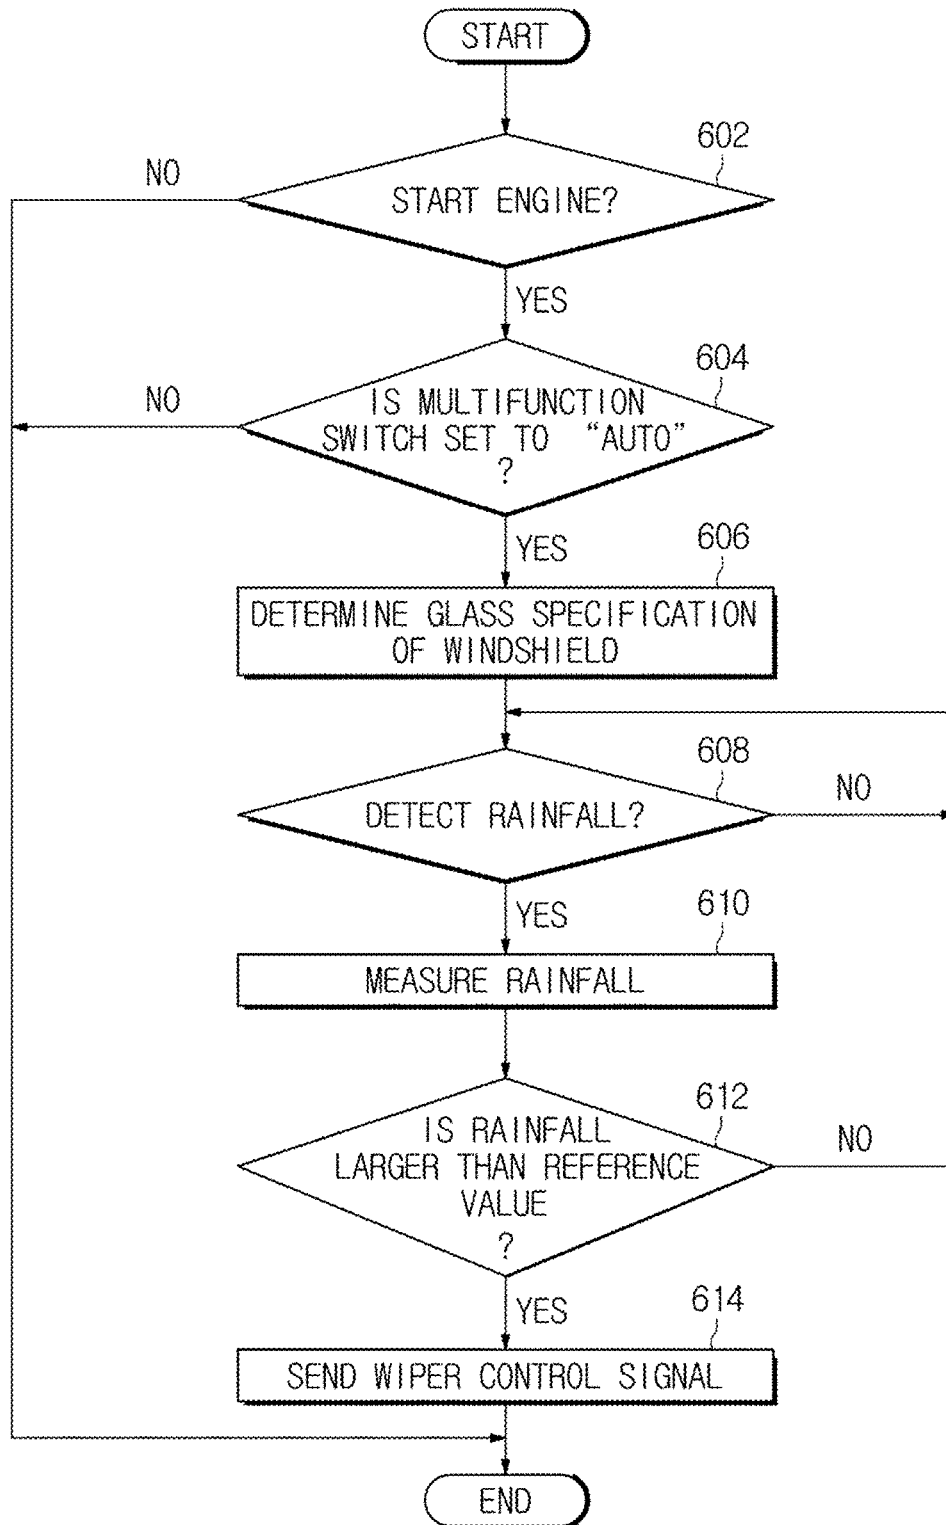 START
602
NO
START ENGINE?
YES
604
NO
IS MULTIFUNCTION
SWITCH SET TO “AUTO”
?
YES
606
DETERMINE GLASS SPECIFICATION
OF WINDSHIELD
608
NO
DETECT RAINFALL?
YES
610
MEASURE RAINFALL
612
IS RAINFALL
NO
LARGER THAN REFERENCE
VALUE
?
YES
614
SEND WIPER CONTROL SIGNAL
END